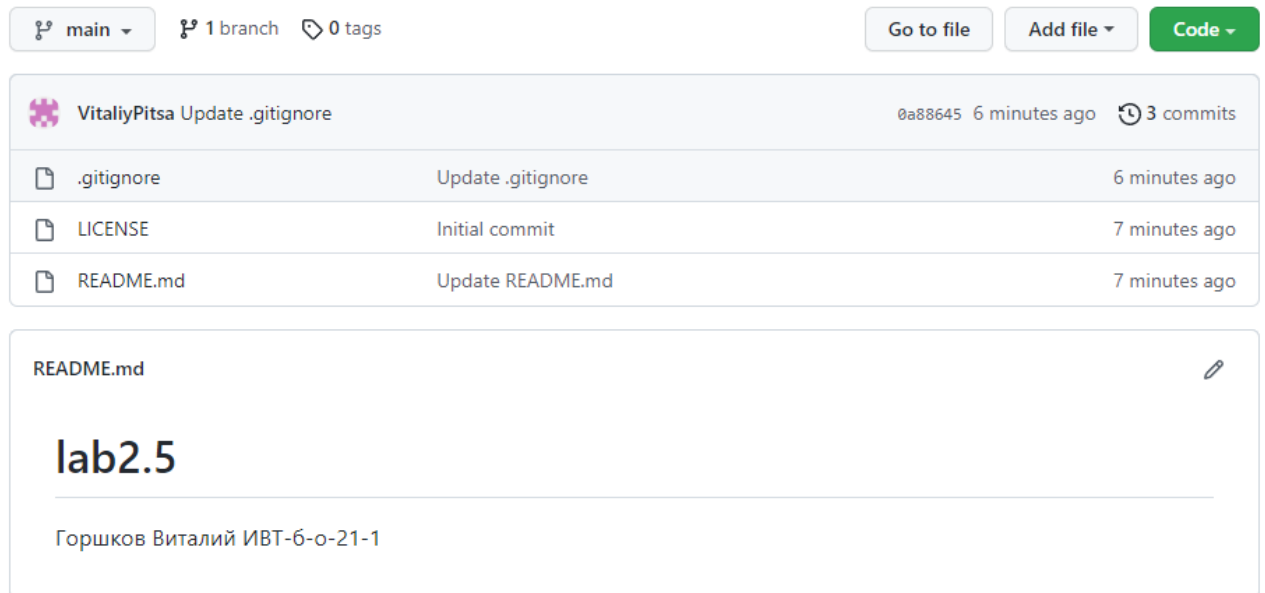 main 1 branch 0 tags Go to file Add file Code
VitaliyPitsa Update .gitignore 0a88645 6 minutes ago 3 commits
.gitignore Update .gitignore 6 minutes ago
LICENSE Initial commit 7 minutes ago
README.md Update README.md 7 minutes ago
README.md
lab2.5
Горшков Виталий ИВТ-б-о-21-1